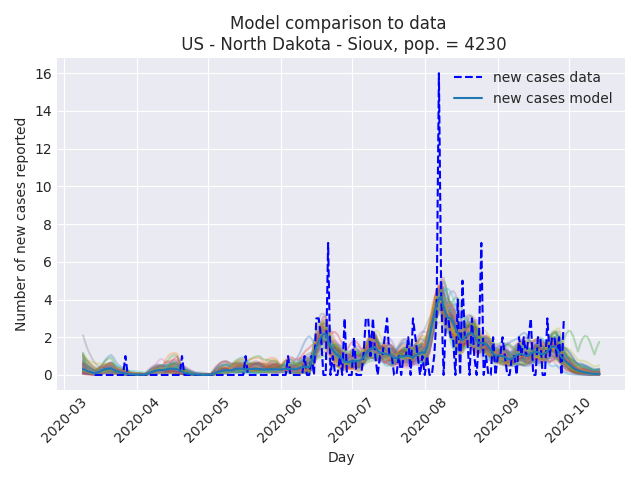 Model comparison to data
US - North Dakota - Sioux, pop. = 4230
new cases data
new cases model
Number of new cases reported
16
14
12
10
8
6
4
2
0
2020-03
2020-04
2020-05
2020-06
2020-07
2020-08
2020-09
2020-10
Day